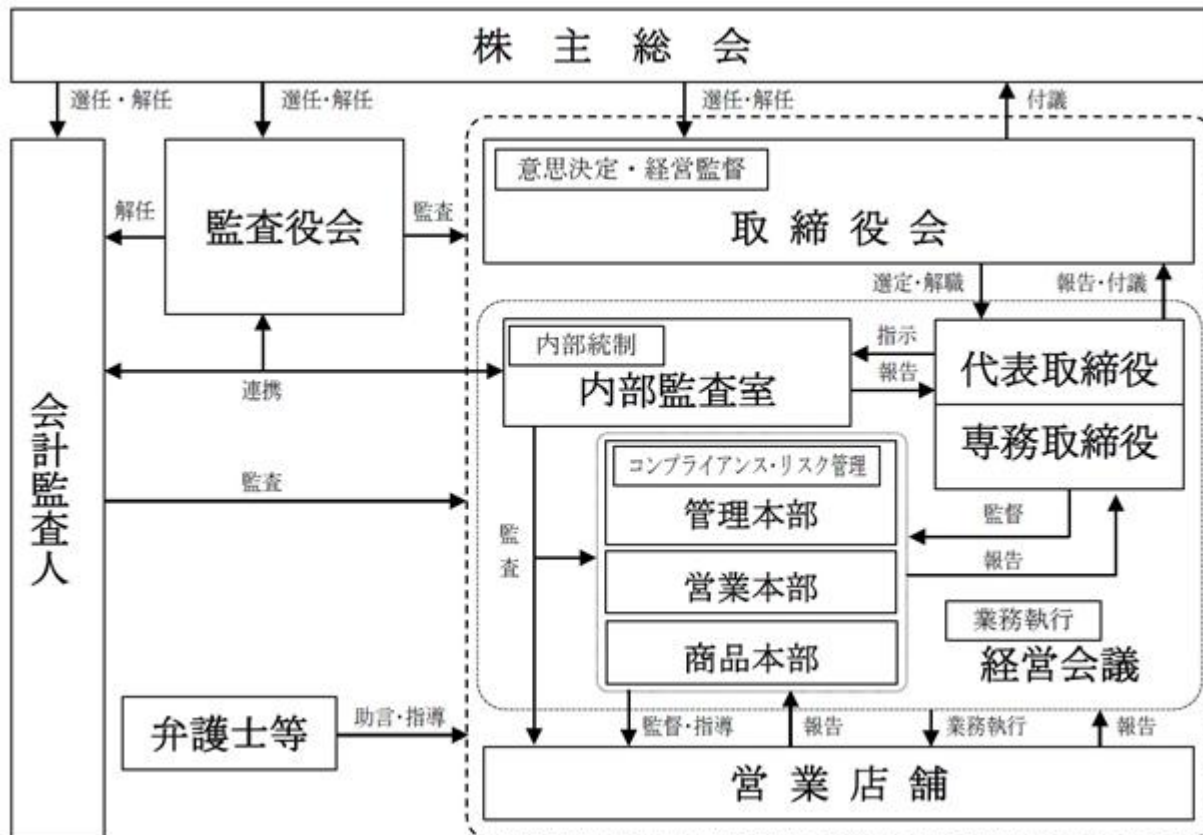 株主総会
選任・解任
選任・解任
選任・解任
付議
意思決定・経営監督
取締役会
監査役会
解任
監査
選定・解職
報告・付議
内部統制
内部監査室
指示
報告
代表取締役
専務取締役
連携
会計監査人
監査
コンプライアンス・リスク管理
管理本部
営業本部
商品本部
監査
監督
報告
業務執行
経営会議
弁護士等
助言・指導
監督・指導
報告
業務執行
報告
営業店舗